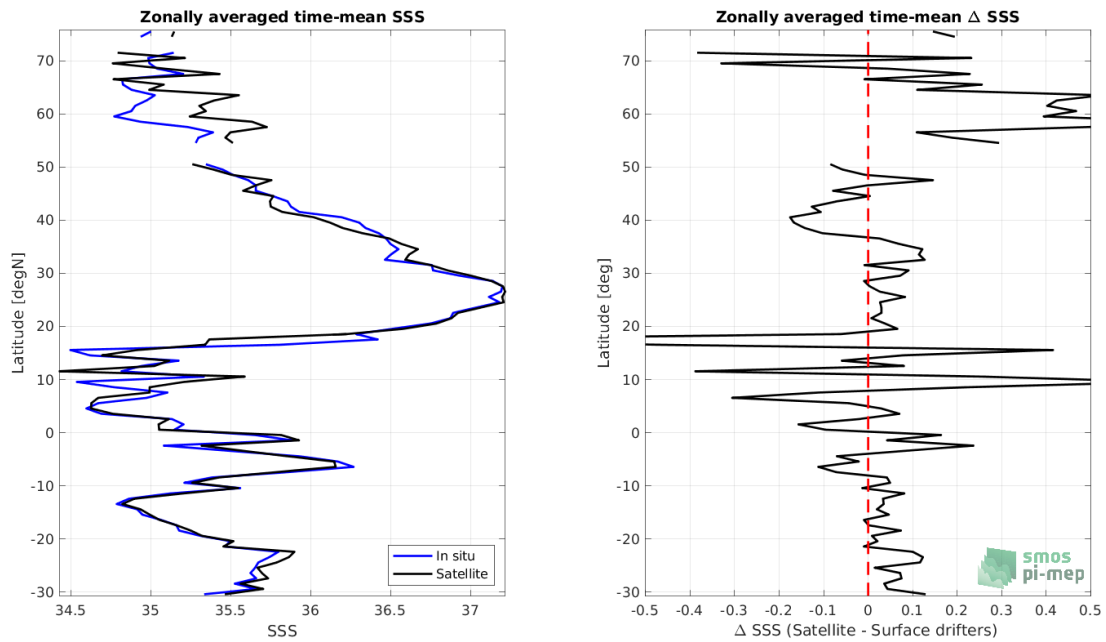 Zonally averaged time-mean SSS
70
60
50
40
30
20
10
0
-10
-20
-30
Latitude [degN]
34.5 35 35.5 36 36.5 37
SSS
In situ
Satellite
Zonally averaged time-mean Δ SSS
70
60
50
40
30
20
10
0
-10
-20
-30
Latitude [deg]
-0.5 -0.4 -0.3 -0.2 -0.1 0 0.1 0.2 0.3 0.4 0.5
Δ SSS (Satellite - Surface drifters)
smos
pi-mep